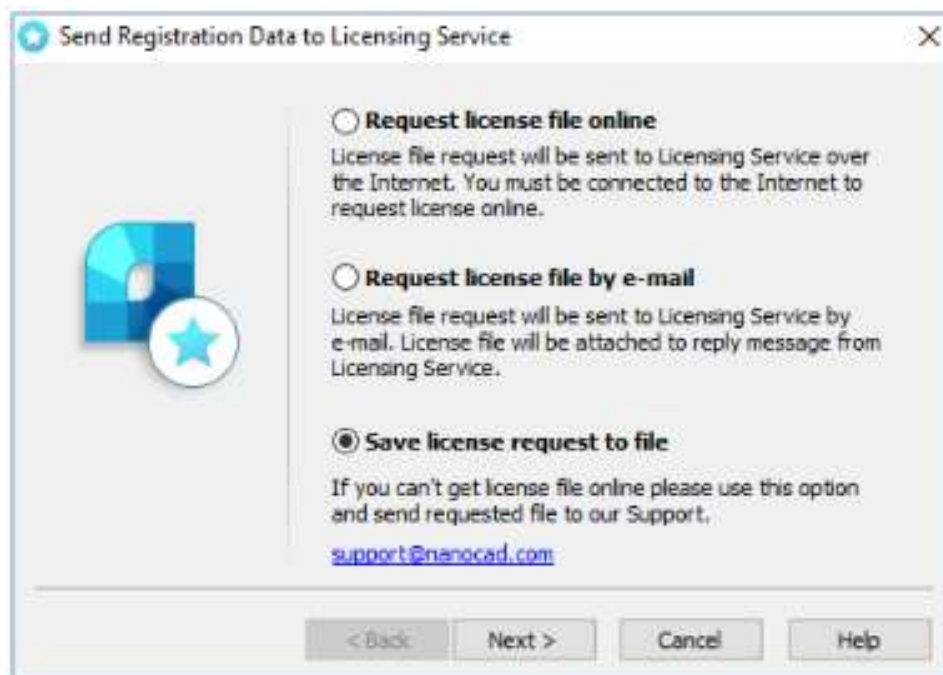 Send Registration Data to Licensing Service
Request license file online
License file request will be sent to Licensing Service over
the Internet. You must be connected to the Internet to
request license online.
Request license file by e-mail
License file request will be sent to Licensing Service by
e-mail. License file will be attached to reply message from
Licensing Service.
Save license request to file
If you can't get license file online please use this option
and send requested file to our Support.
support@nanocad.com
< Back Next > Cancel Help